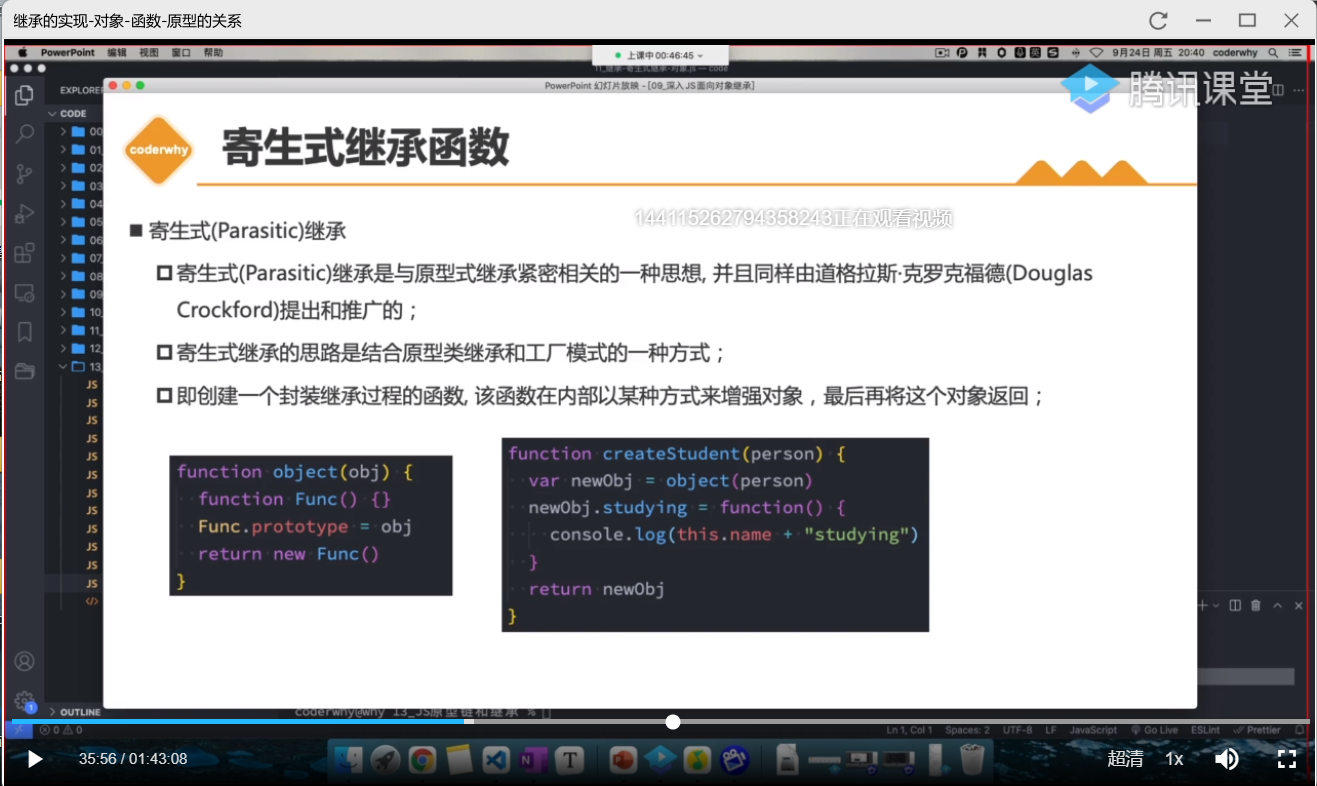 继承的实现-对象-函数-原型的关系
PowerPoint 编辑 视图 窗口 帮助
上课中 00:46:45
9月24日 周五 20:40 coderwhy
PowerPoint 幻灯片放映 - [09_深入JS面向对象继承]
腾讯课堂
EXPLORE
CODE
00
01
02
03
04
05
06
07
08
09
10
11
12
13
JS
JS
JS
JS
JS
JS
JS
JS
JS
JS
JS
JS
coderwhy
寄生式继承函数
144115262794358243正在观看视频
寄生式(Parasitic)继承
寄生式(Parasitic)继承是与原型式继承紧密相关的一种思想, 并且同样由道格拉斯·克罗克福德(Douglas
Crockford)提出和推广的；
寄生式继承的思路是结合原型类继承和工厂模式的一种方式；
即创建一个封装继承过程的函数, 该函数在内部以某种方式来增强对象，最后再将这个对象返回；
function object(obj) {
function Func() {}
Func.prototype = obj
return new Func()
}
function createStudent(person) {
var newObj = object(person)
newObj.studying = function() {
console.log(this.name + "studying")
}
return newObj
}
OUTLINE
coderwhy@why 13_JS原型链和继承 %
0 0
Ln 1, Col 1 Spaces: 2 UTF-8 LF JavaScript Go Live ESLint Prettier
35:56 / 01:43:08
超清 1x